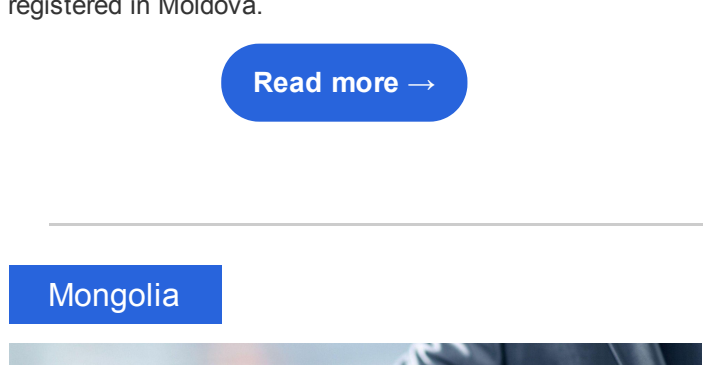 registered in Moldova.
Read more →
Mongolia